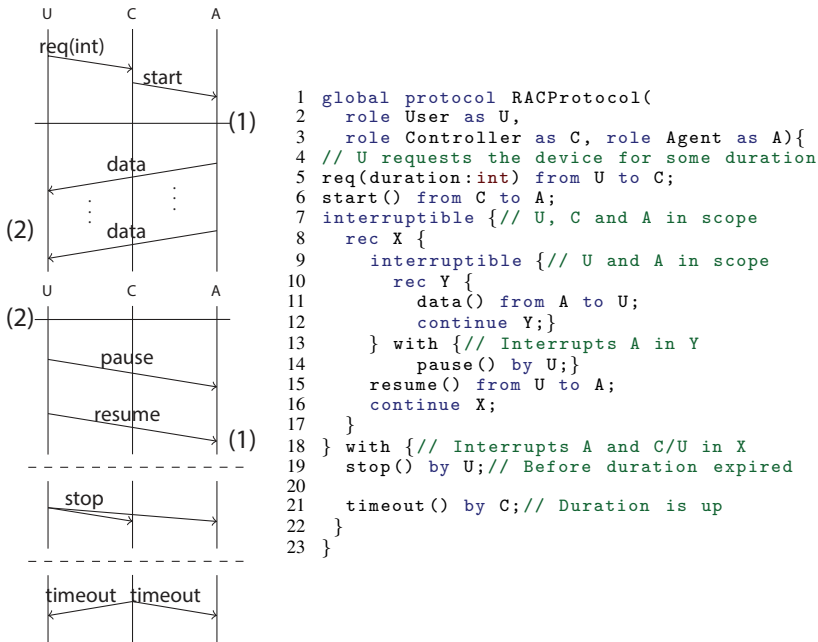 U C A
req(int)
start
(1)
data
(2)
data
U C A
(2)
pause
resume
(1)
stop
timeout timeout
1 global protocol RACProtocol(
2 role User as U,
3 role Controller as C, role Agent as A){
4 // U requests the device for some duration
5 req(duration:int) from U to C;
6 start() from C to A;
7 interruptible {// U, C and A in scope
8 rec X {
9 interruptible {// U and A in scope
10 rec Y {
11 data() from A to U;
12 continue Y;}
13 } with {// Interrupts A in Y
14 pause() by U;}
15 resume() from U to A;
16 continue X;
17 }
18 } with {// Interrupts A and C/U in X
19 stop() by U;// Before duration expired
20
21 timeout() by C;// Duration is up
22 }
23 }